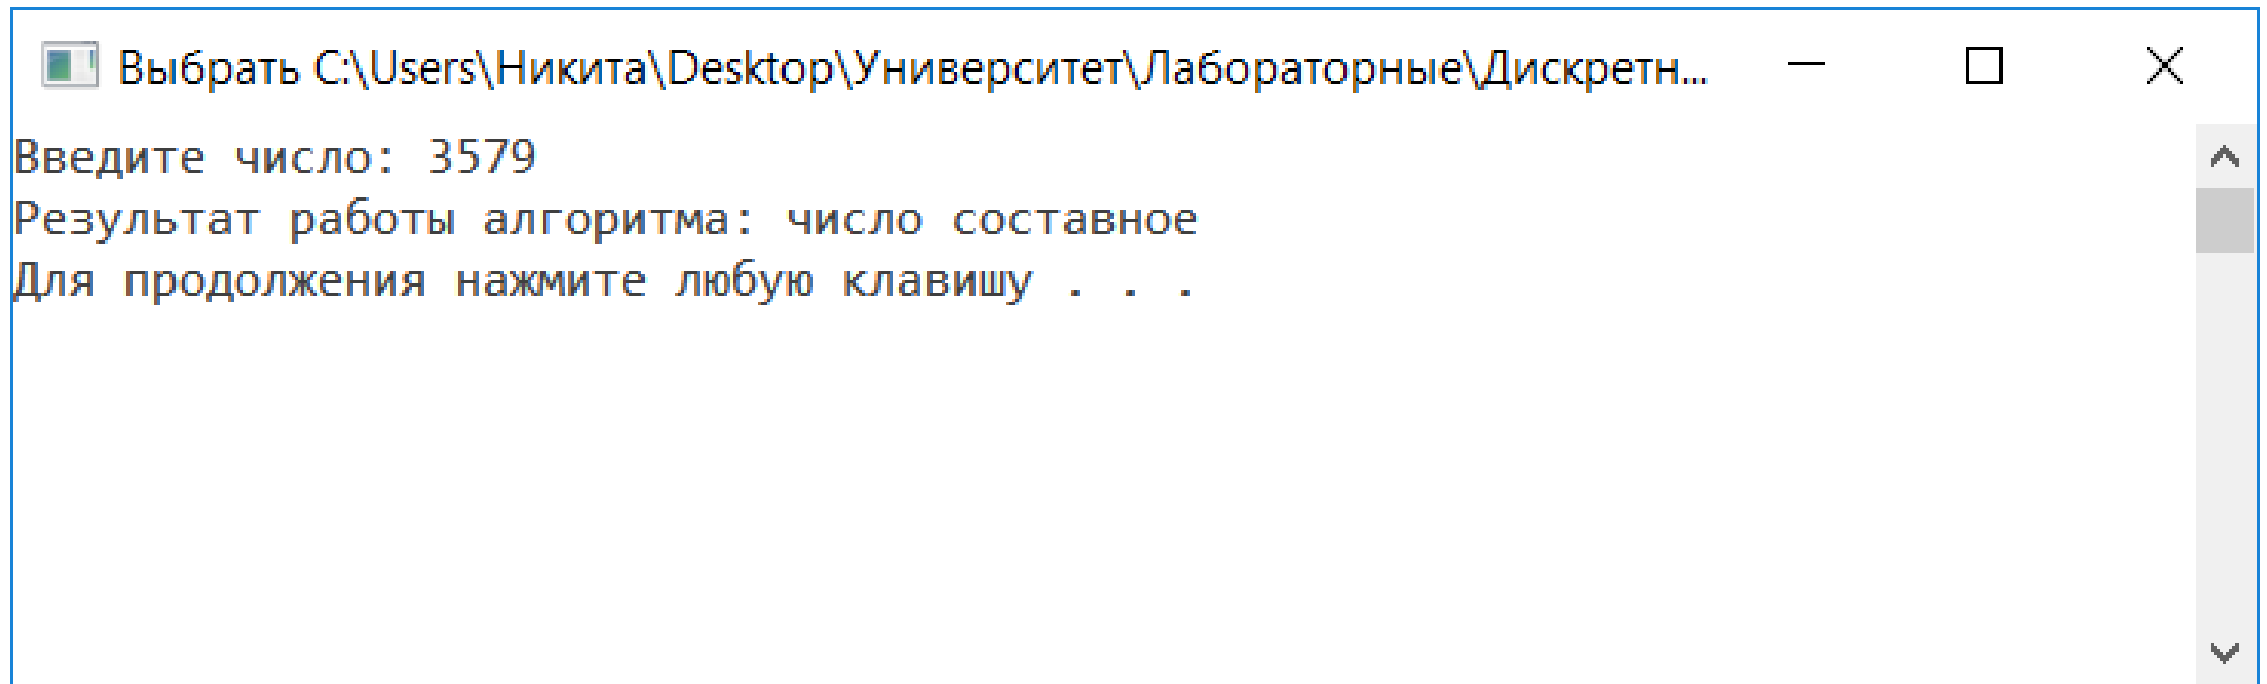 Выбрать C:\Users\Никита\Desktop\Университет\Лабораторные\Дискретн...
Введите число: 3579
Результат работы алгоритма: число составное
Для продолжения нажмите любую клавишу . . .